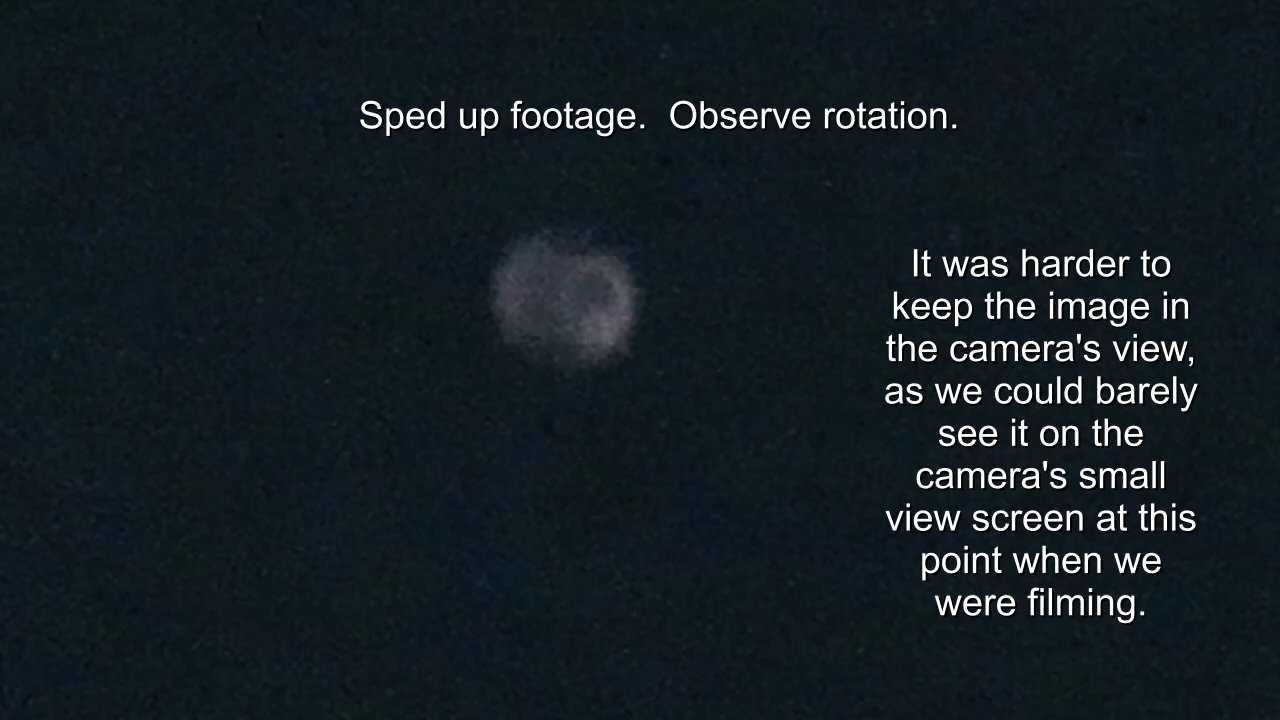 Sped up footage.  Observe rotation.
It was harder to
keep the image in
the camera's view,
as we could barely
see it on the
camera's small
view screen at this
point when we
were filming.